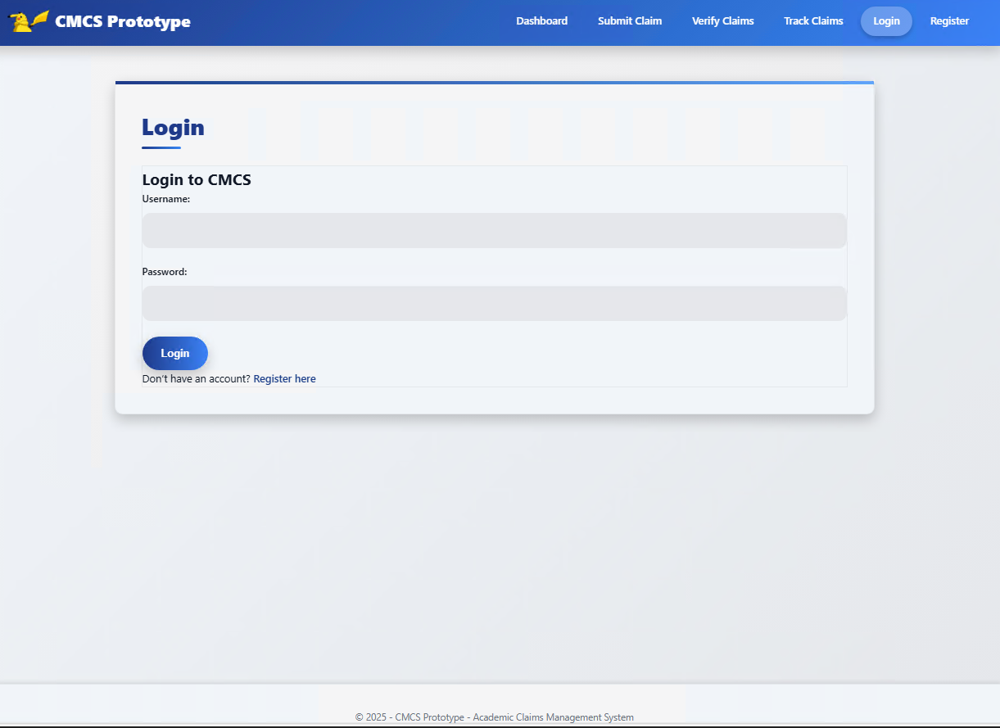 CMCS Prototype
Dashboard
Submit Claim
Verify Claims
Track Claims
Login
Register
Login
Login to CMCS
Username:
Password:
Login
Don't have an account? Register here
© 2025 - CMCS Prototype - Academic Claims Management System